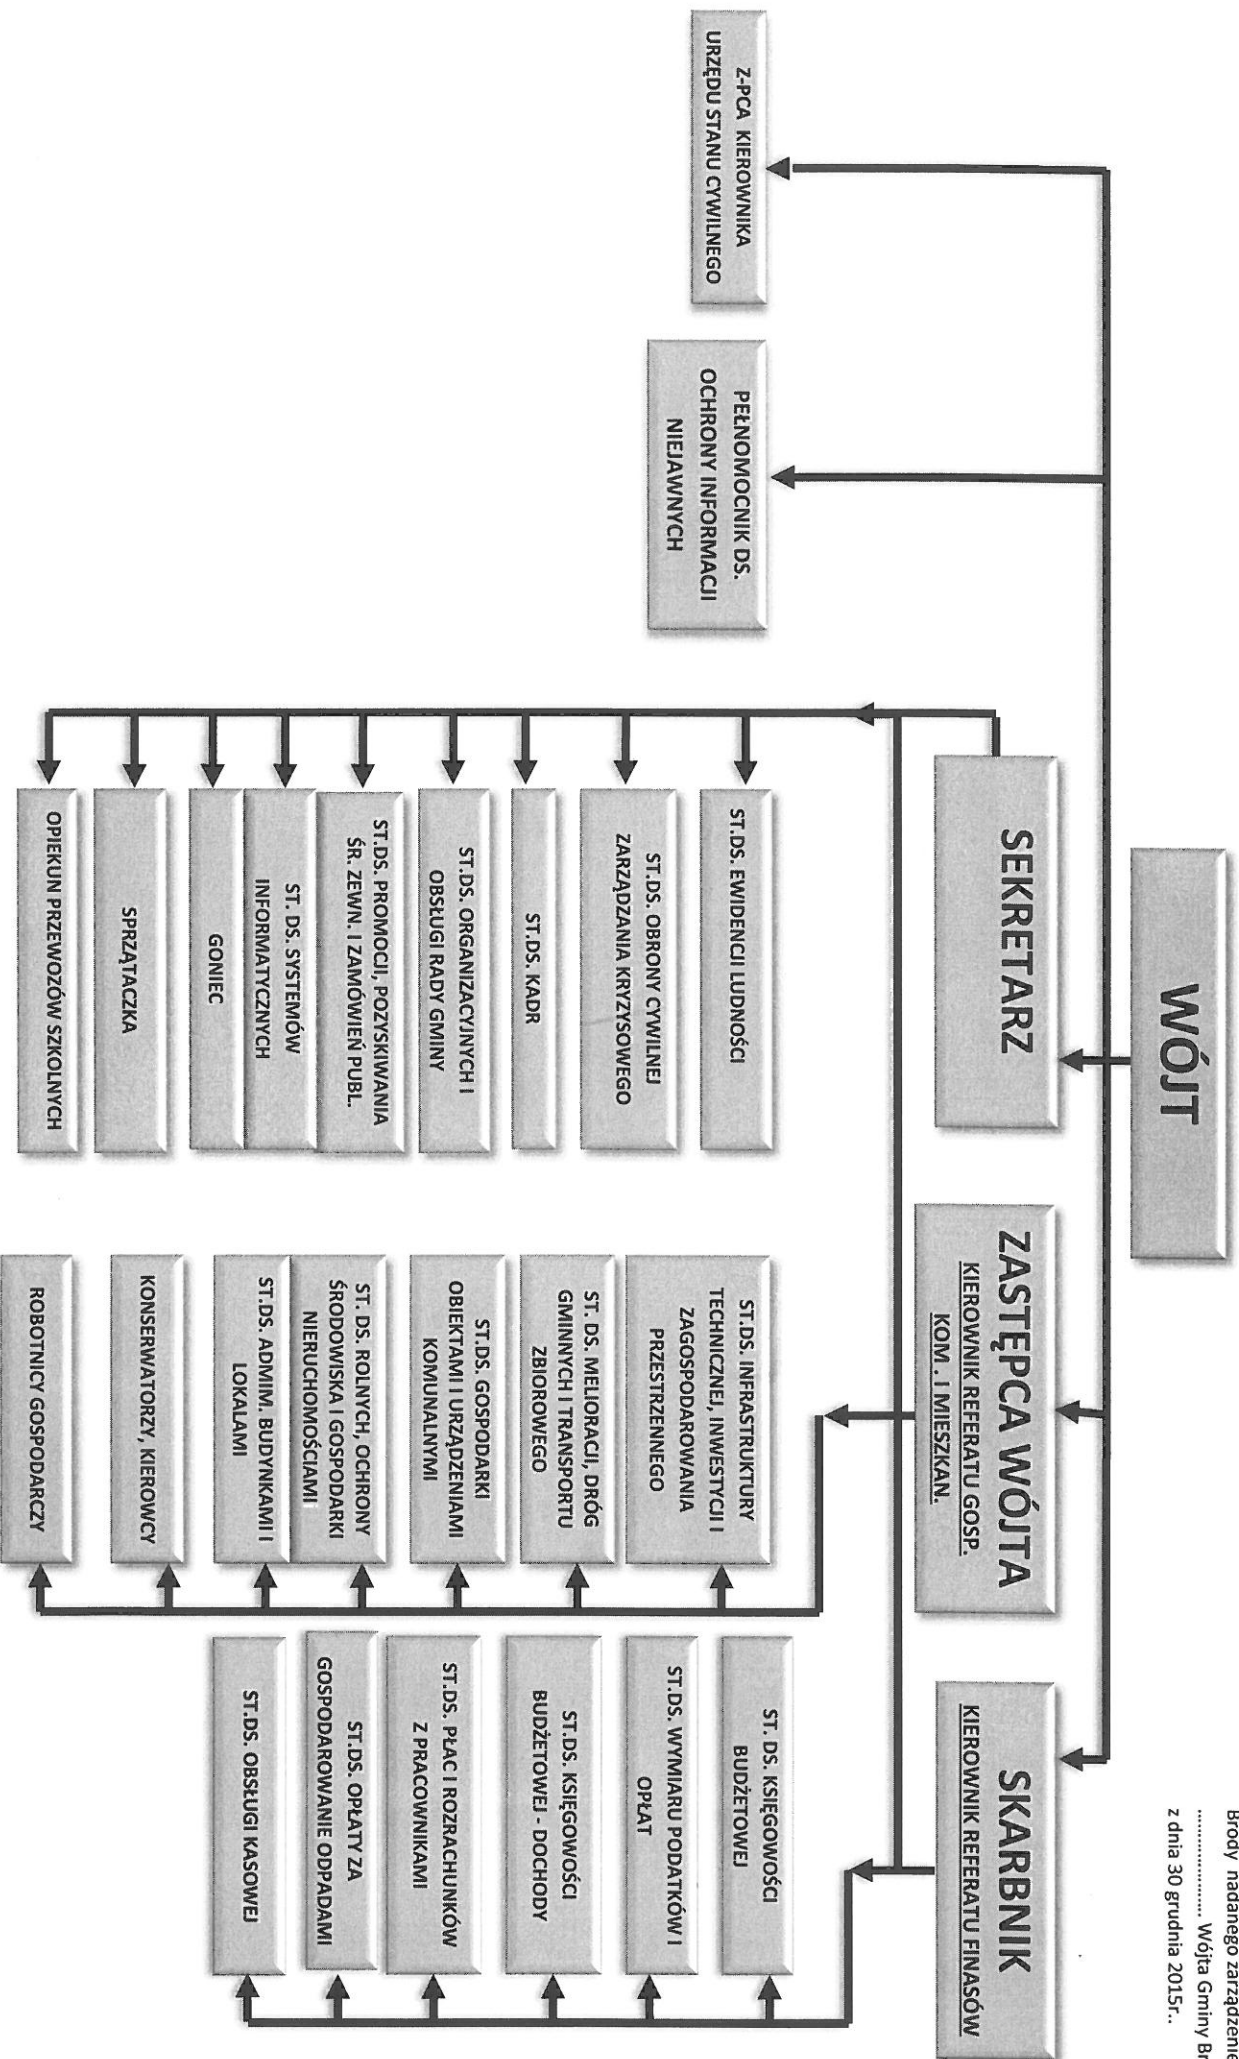 Brody nadanego
................... Wójta Gminy
z dnia 30 grudnia 2015r..
WÓJT
SEKRETARZ
ZASTĘPCA WÓJTA
KIEROWNIK REFERATU GOSP.
KOM . I MIESZKAN.
SKARBNIK
KIEROWNIK REFERATU FINASÓW
Z-PCA KIEROWNIKA
URZĘDU STANU CYWILNEGO
PEŁNOMOCNIK DS.
OCHRONY INFORMACJI
NIEJAWNYCH
ST.DS. EWIDENCJI LUDNOŚCI
ST.DS. OBRONY CYWILNEJ
ZARZĄDZANIA KRYZYSOWEGO
ST.DS. KADR
ST.DS. ORGANIZACYJNYCH I
OBSŁUGI RADY GMINY
ST.DS. PROMOCJI, POZYSKIWANIA
ŚR. ZEWN. I ZAMÓWIEŃ PUBL.
ST. DS. SYSTEMÓW
INFORMATYCZNYCH
GONIEC
SPRZĄTACZKA
OPIEKUN PRZEWOZÓW SZKOLNYCH
ST.DS. INFRASTRUKTURY
TECHNICZNEJ, INWESTYCJI I
ZAGOSPODAROWANIA
PRZESTRZENNEGO
ST. DS. MELIORACJI, DRÓG
GMINNYCH I TRANSPORTU
ZBIOROWEGO
ST.DS. GOSPODARKI
OBIEKTAMI I URZĄDZENIAMI
KOMUNALNYMI
ST. DS. ROLNYCH, OCHRONY
ŚRODOWISKA I GOSPODARKI
NIERUCHOMOŚCIAMI
ST.DS. ADMIM. BUDYNIKAMI I
LOKALAMI
KONSERWATORZY, KIEROWCY
ROBOTNICY GOSPODARCZY
ST. DS. KSIĘGOWOŚCI
BUDŻETOWEJ
ST.DS. WYMIARU PODATKÓW I
OPŁAT
ST.DS. KSIĘGOWOŚCI
BUDŻETOWEJ - DOCHODY
ST.DS. PŁAC I ROZRACHUNKÓW
Z PRACOWNIKAMI
ST.DS. OPŁATY ZA
GOSPODAROWANIE ODPADAMI
ST.DS. OBSŁUGI KASOWEJ